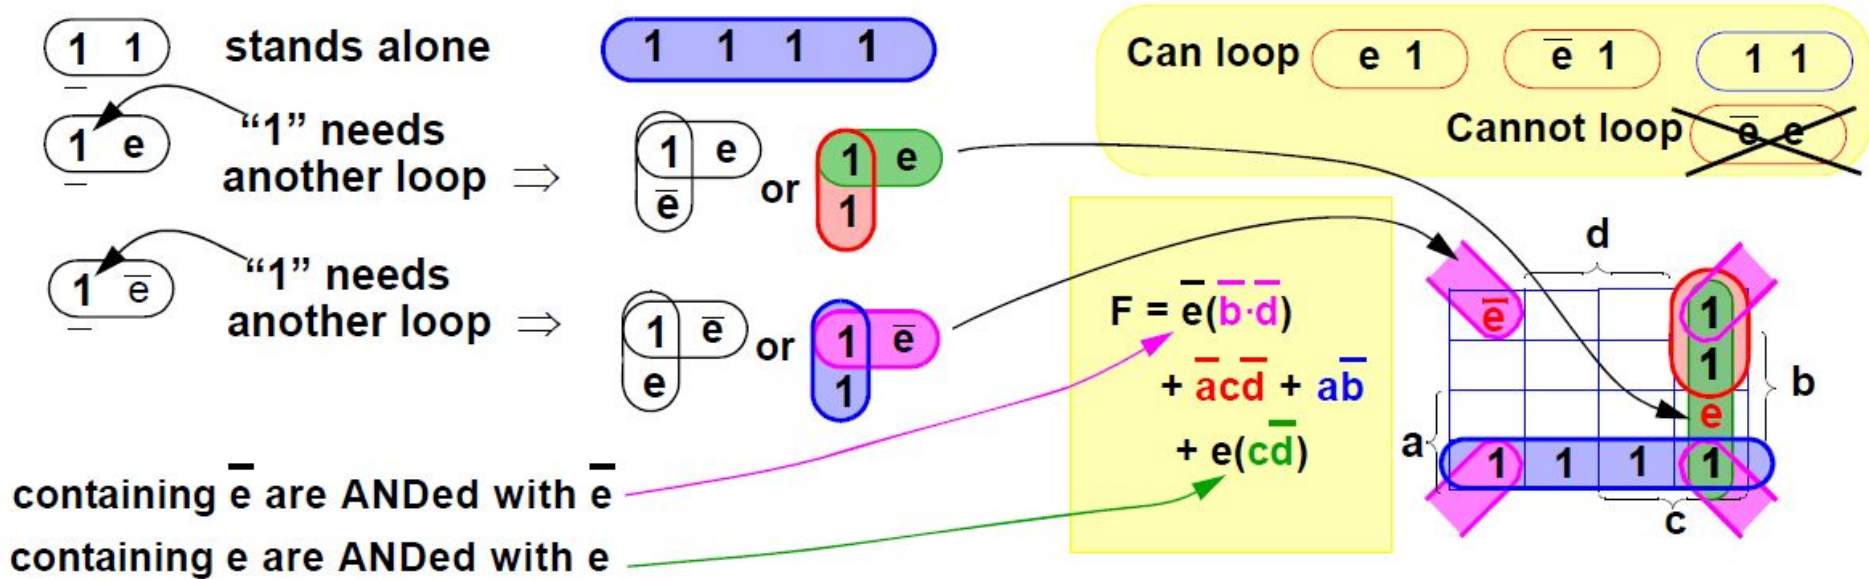 1 1 stands alone
1 e “1” needs
another loop ⇒
1 e̅ “1” needs
another loop ⇒
1 1 1 1
1 e
e̅
or
1 e
1
1 e̅
e
or
1 e̅
1
containing e̅ are ANDed with e̅
containing e are ANDed with e
Can loop e 1 e̅ 1 1 1
Cannot loop e̅ e
F = e̅(b̅·d̅)
+ a̅cd̅ + ab̅
+ e(cd̅)
d
e̅ 1
1
b
e
a
1 1 1 1
c